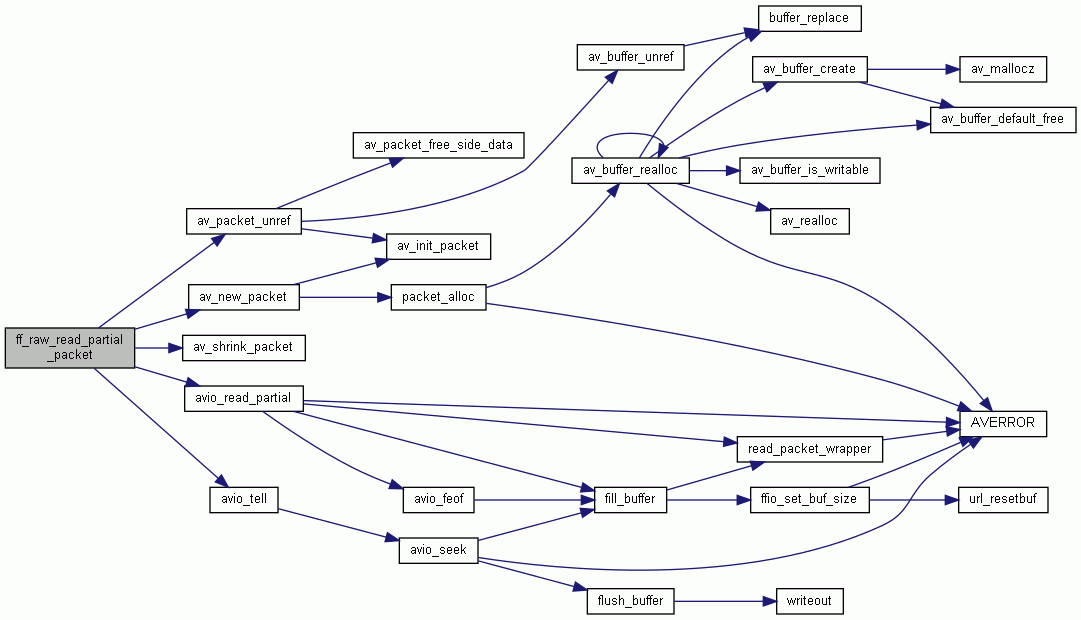 buffer_replace
av_buffer_unref
av_buffer_create
av_mallocz
av_buffer_default_free
av_packet_free_side_data
av_buffer_realloc
av_buffer_is_writable
av_packet_unref
av_realloc
av_init_packet
av_new_packet
packet_alloc
ff_raw_read_partial
_packet
av_shrink_packet
avio_read_partial
AVERROR
read_packet_wrapper
avio_tell
avio_feof
fill_buffer
ffio_set_buf_size
url_resetbuf
avio_seek
flush_buffer
writeout